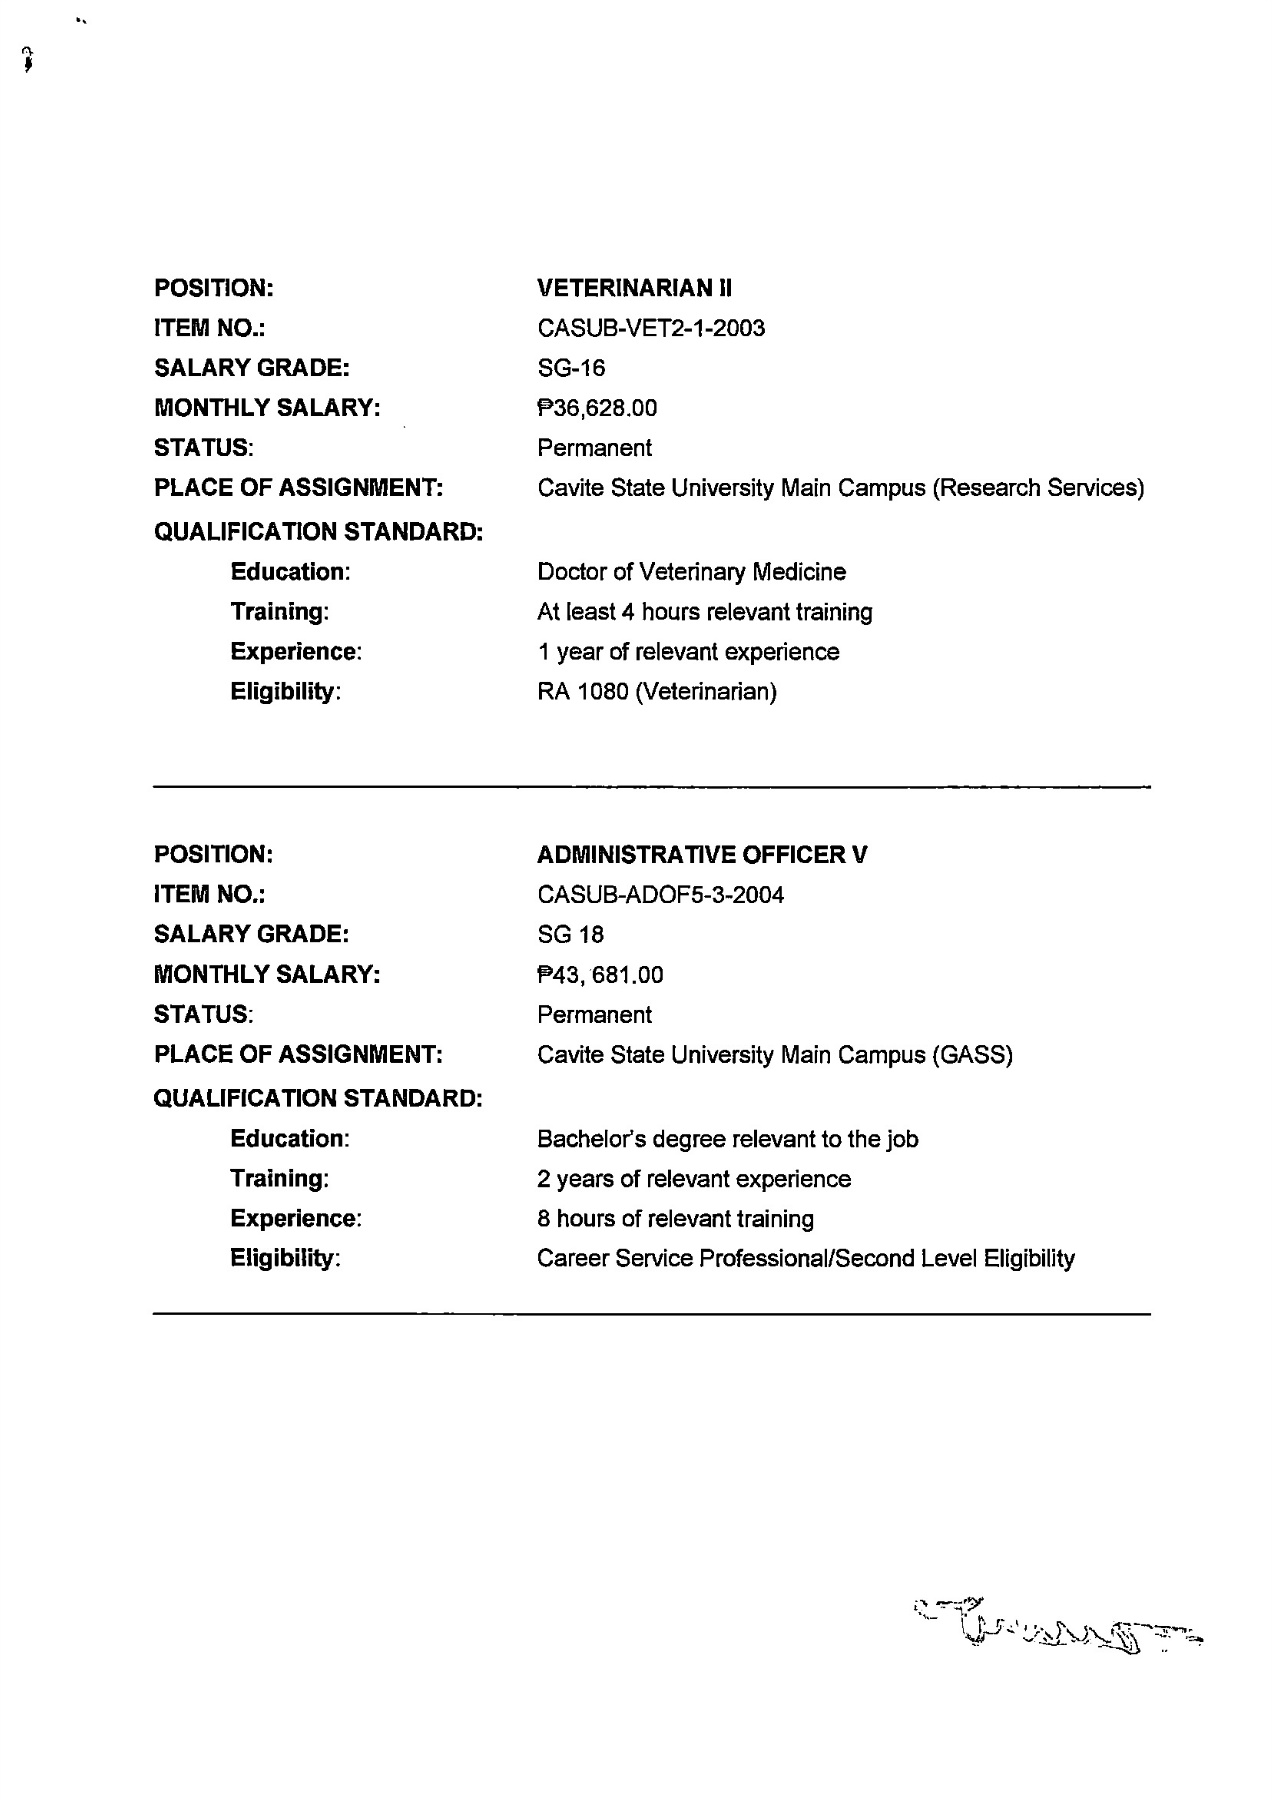 POSITION: VETERINARIAN II
ITEM NO.: CASUB-VET2-1-2003
SALARY GRADE: SG-16
MONTHLY SALARY: ₱36,628.00
STATUS: Permanent
PLACE OF ASSIGNMENT: Cavite State University Main Campus (Research Services)
QUALIFICATION STANDARD:
Education: Doctor of Veterinary Medicine
Training: At least 4 hours relevant training
Experience: 1 year of relevant experience
Eligibility: RA 1080 (Veterinarian)
POSITION: ADMINISTRATIVE OFFICER V
ITEM NO.: CASUB-ADOF5-3-2004
SALARY GRADE: SG 18
MONTHLY SALARY: ₱43, 681.00
STATUS: Permanent
PLACE OF ASSIGNMENT: Cavite State University Main Campus (GASS)
QUALIFICATION STANDARD:
Education: Bachelor's degree relevant to the job
Training: 2 years of relevant experience
Experience: 8 hours of relevant training
Eligibility: Career Service Professional/Second Level Eligibility